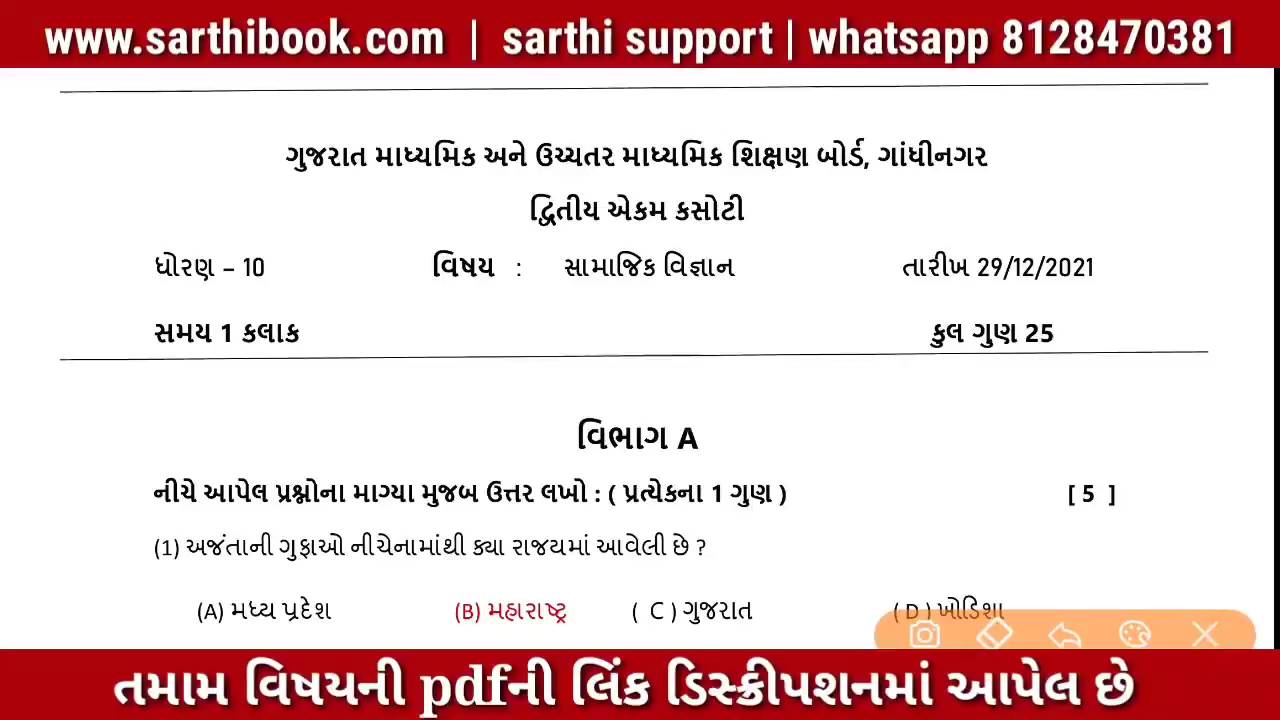 www.sarthibook.com | sarthi support | whatsapp 8128470381
ગુજરાત માધ્યમિક અને ઉચ્ચતર માધ્યમિક શિક્ષણ બોર્ડ, ગાંધીનગર
દ્વિતીય એકમ કસોટી
ધોરણ – 10 વિષય : સામાજિક વિજ્ઞાન તારીખ 29/12/2021
સમય 1 કલાક કુલ ગુણ 25
વિભાગ A
નીચે આપેલ પ્રશ્નોના માગ્યા મુજબ ઉત્તર લખો : ( પ્રત્યેકના 1 ગુણ ) [ 5 ]
(1) અજંતાની ગુફાઓ નીચેનામાંથી ક્યા રાજયમાં આવેલી છે ?
(A) મધ્ય પ્રદેશ (B) મહારાષ્ટ્ર ( C ) ગુજરાત ( D ) ખોડિશા
તમામ વિષયની pdfની લિંક ડિસ્ક્રીપશનમાં આપેલ છે